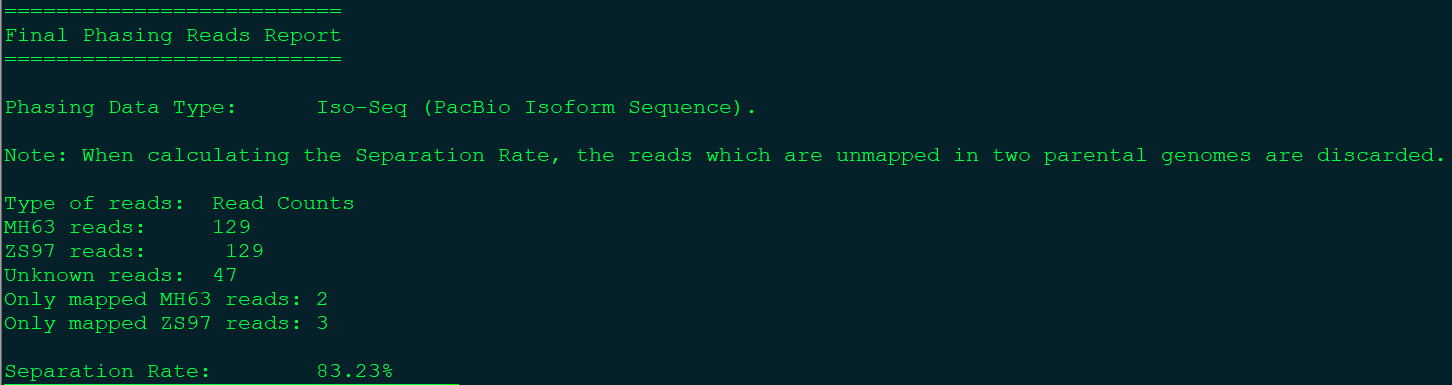 ==========================
Final Phasing Reads Report
==========================
Phasing Data Type:      Iso-Seq (PacBio Isoform Sequence).
Note: When calculating the Separation Rate, the reads which are unmapped in two parental genomes are discarded.
Type of reads:  Read Counts
MH63 reads:     129
ZS97 reads:      129
Unknown reads:  47
Only mapped MH63 reads: 2
Only mapped ZS97 reads: 3
Separation Rate:        83.23%